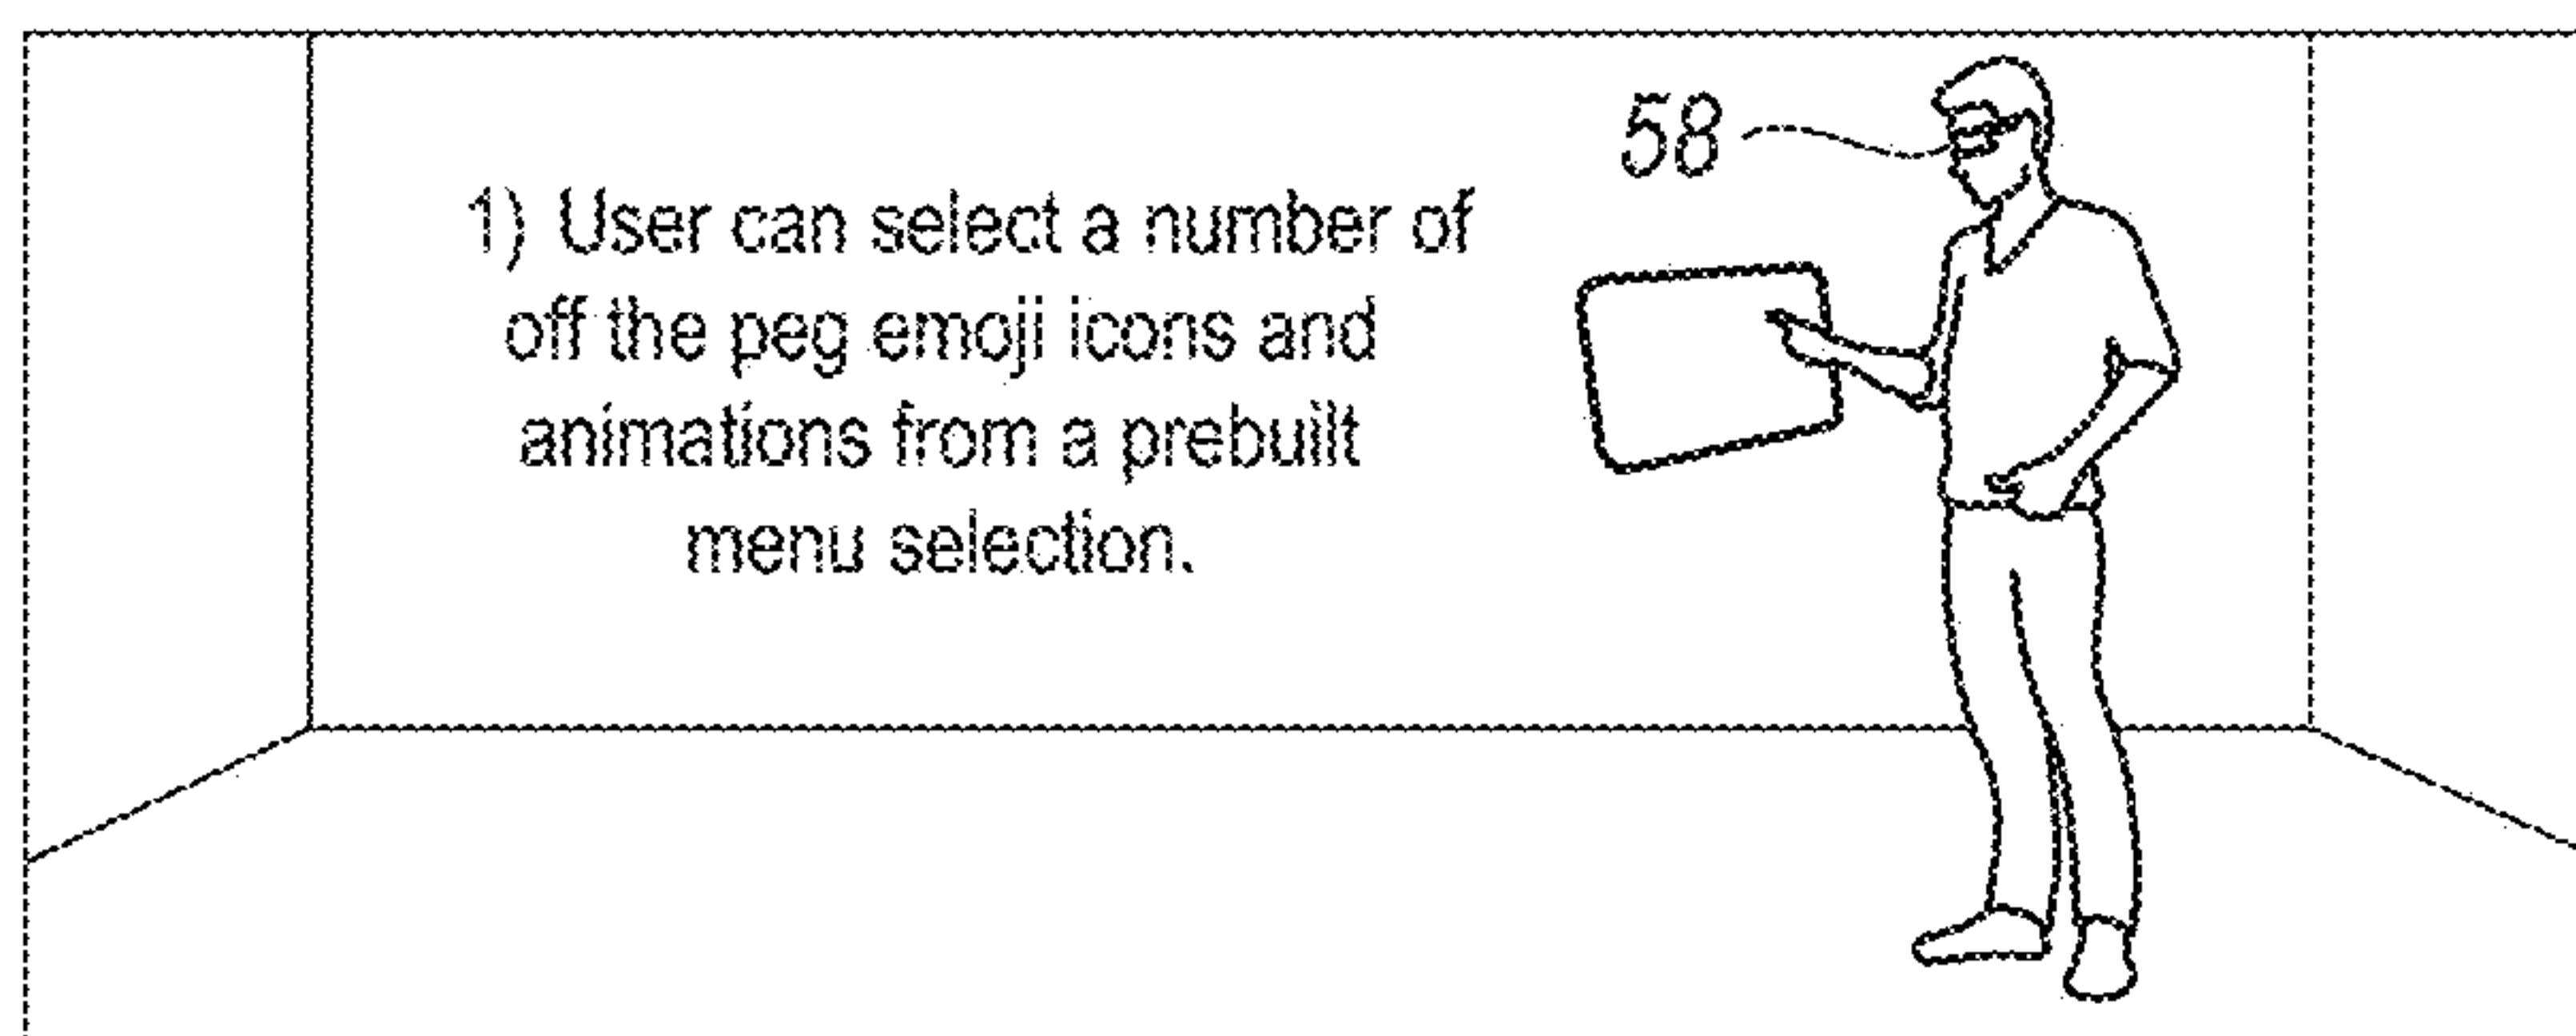 58
1) User can select a number of
off the peg emoji icons and
animations from a prebuilt
menu selection.